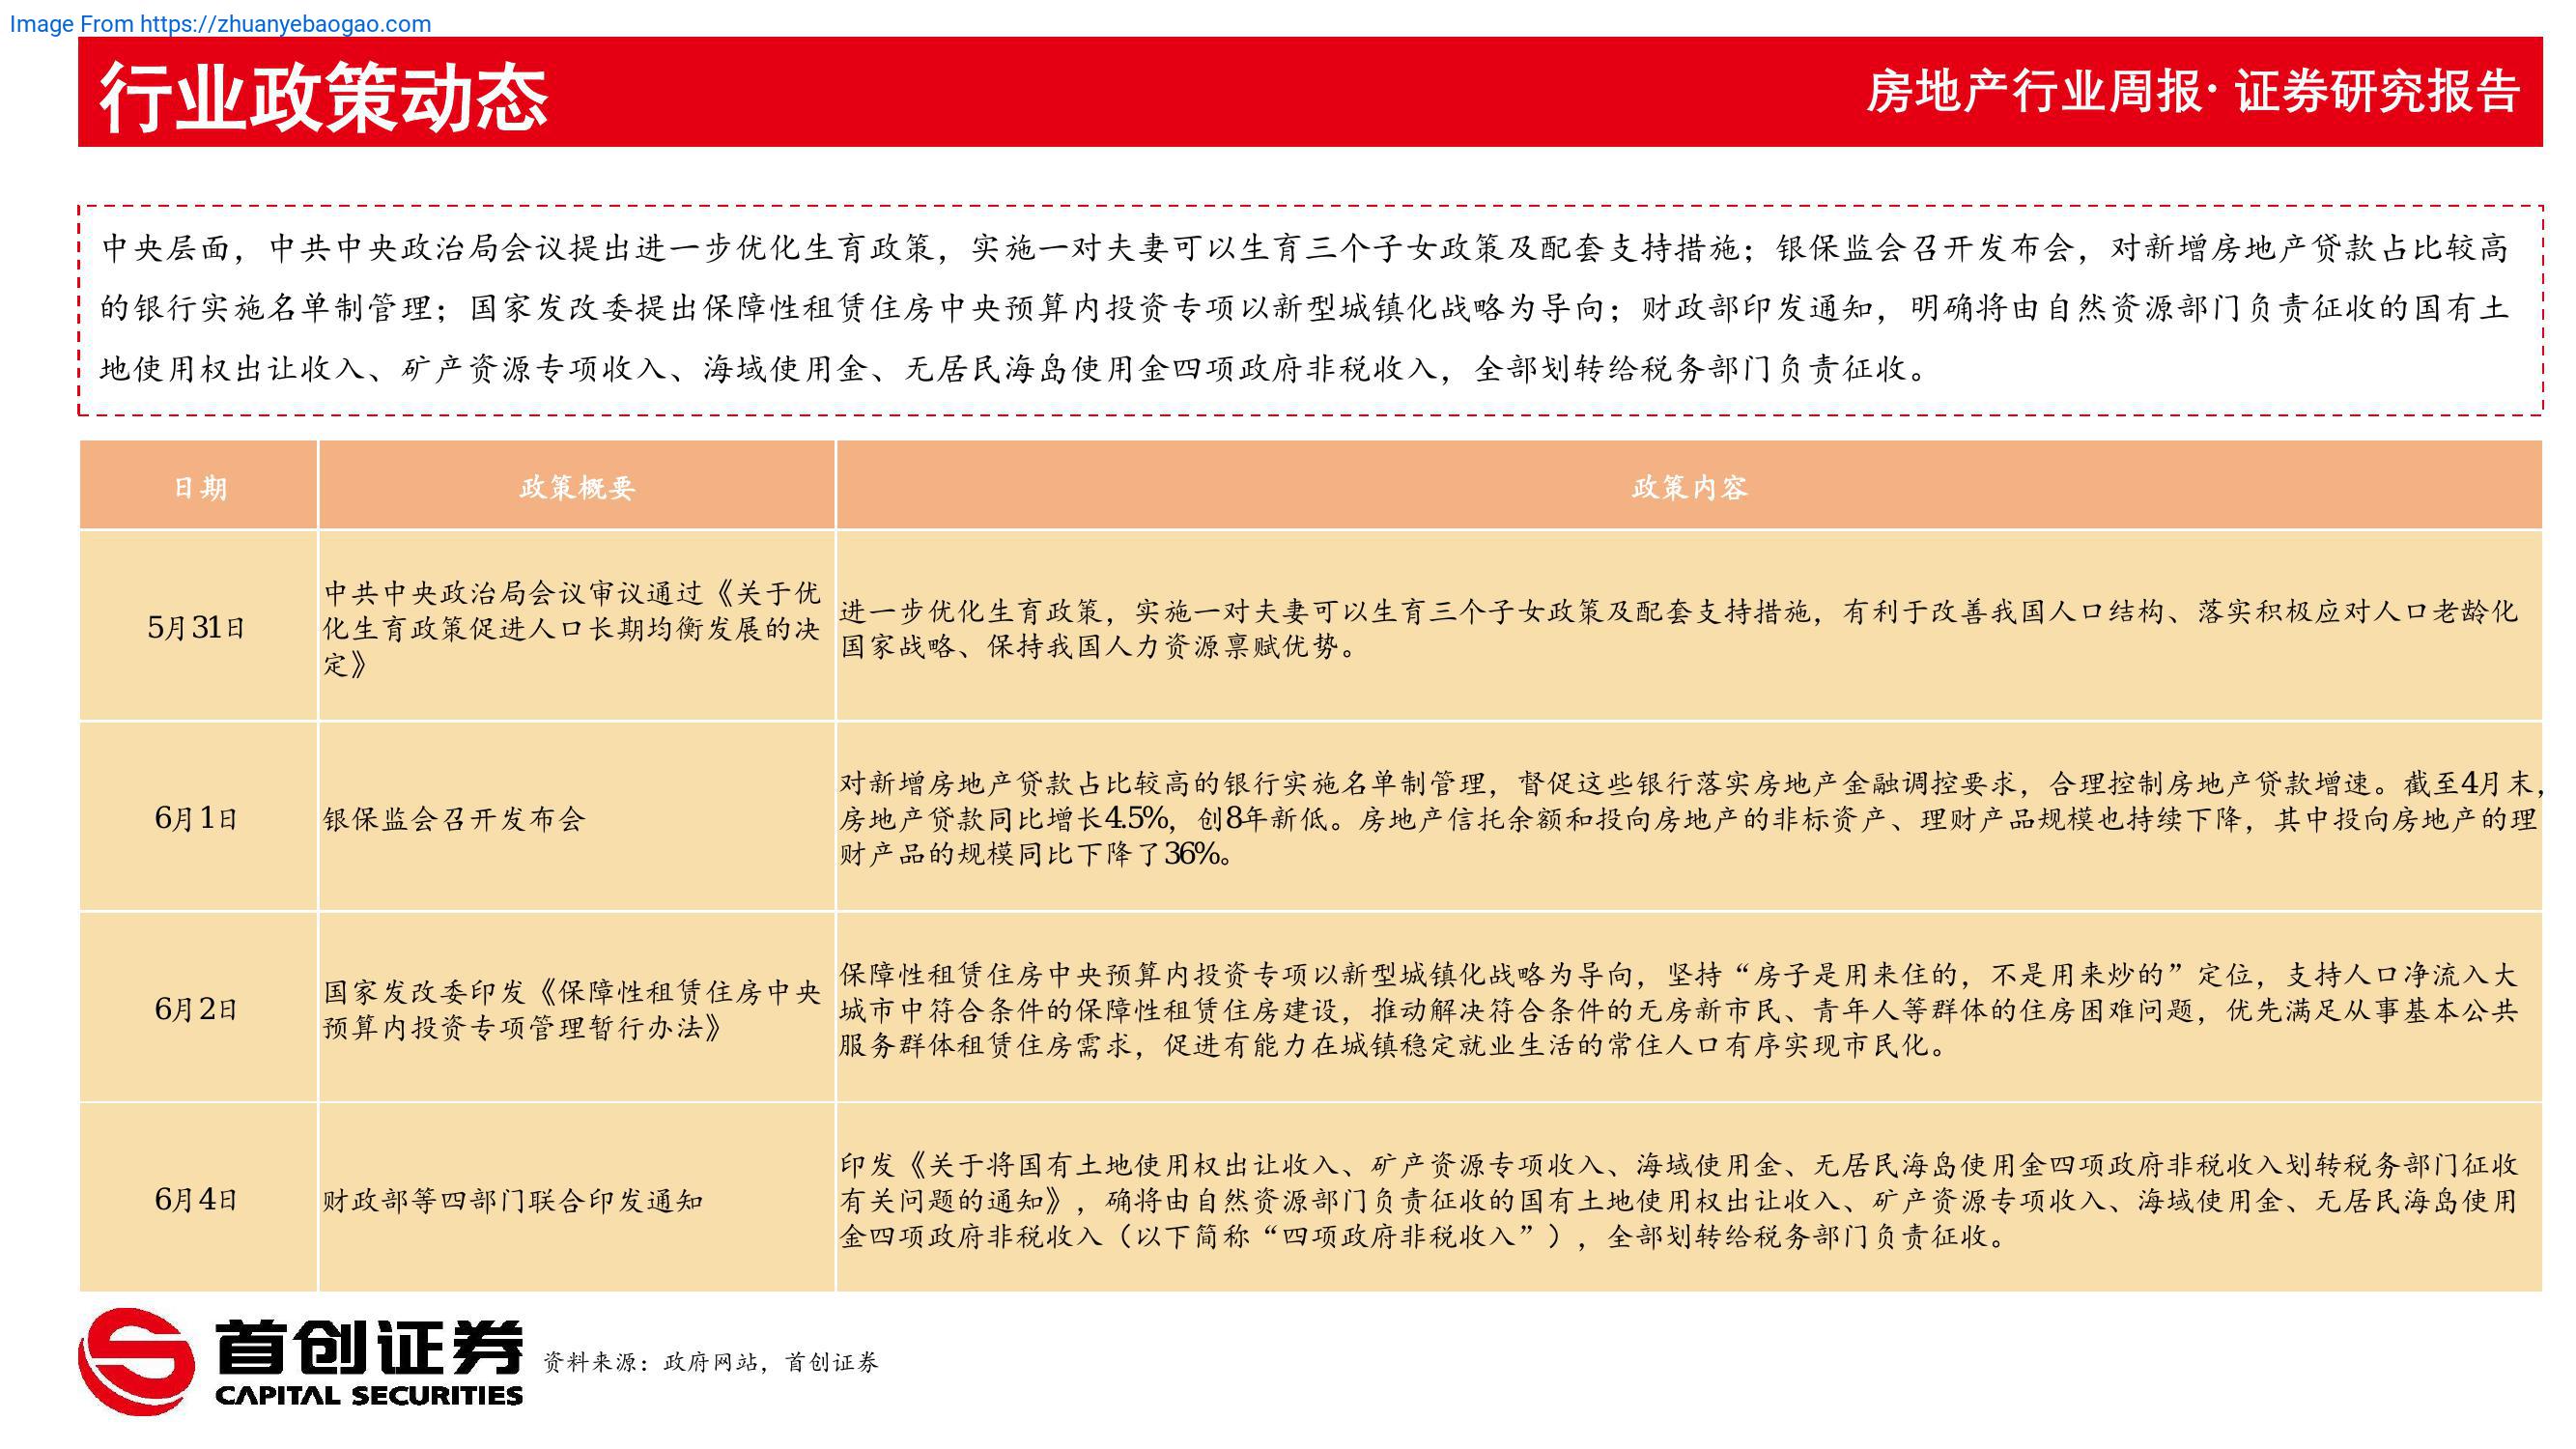 Image From https://zhuanyebaogao.com
行业政策动态
房地产行业周报· 证券研究报告
中央层面，中共中央政治局会议提出进一步优化生育政策，实施一对夫妻可以生育三个子女政策及配套支持措施；银保监会召开发布会，对新增房地产贷款占比较高
的银行实施名单制管理；国家发改委提出保障性租赁住房中央预算内投资专项以新型城镇化战略为导向；财政部印发通知，明确将由自然资源部门负责征收的国有土
地使用权出让收入、矿产资源专项收入、海域使用金、无居民海岛使用金四项政府非税收入，全部划转给税务部门负责征收。
日期
政策概要
政策内容
5月31日
中共中央政治局会议审议通过《关于优
化生育政策促进人口长期均衡发展的决
定》
进一步优化生育政策，实施一对夫妻可以生育三个子女政策及配套支持措施，有利于改善我国人口结构、落实积极应对人口老龄化
国家战略、保持我国人力资源禀赋优势。
6月1日
银保监会召开发布会
对新增房地产贷款占比较高的银行实施名单制管理，督促这些银行落实房地产金融调控要求，合理控制房地产贷款增速。截至4月末，
房地产贷款同比增长4.5%，创8年新低。房地产信托余额和投向房地产的非标资产、理财产品规模也持续下降，其中投向房地产的理
财产品的规模同比下降了36%。
6月2日
国家发改委印发《保障性租赁住房中央
预算内投资专项管理暂行办法》
保障性租赁住房中央预算内投资专项以新型城镇化战略为导向，坚持“房子是用来住的，不是用来炒的”定位，支持人口净流入大
城市中符合条件的保障性租赁住房建设，推动解决符合条件的无房新市民、青年人等群体的住房困难问题，优先满足从事基本公共
服务群体租赁住房需求，促进有能力在城镇稳定就业生活的常住人口有序实现市民化。
6月4日
财政部等四部门联合印发通知
印发《关于将国有土地使用权出让收入、矿产资源专项收入、海域使用金、无居民海岛使用金四项政府非税收入划转税务部门征收
有关问题的通知》，确将由自然资源部门负责征收的国有土地使用权出让收入、矿产资源专项收入、海域使用金、无居民海岛使用
金四项政府非税收入（以下简称“四项政府非税收入”），全部划转给税务部门负责征收。
首创证券
CAPITAL SECURITIES
资料来源：政府网站，首创证券